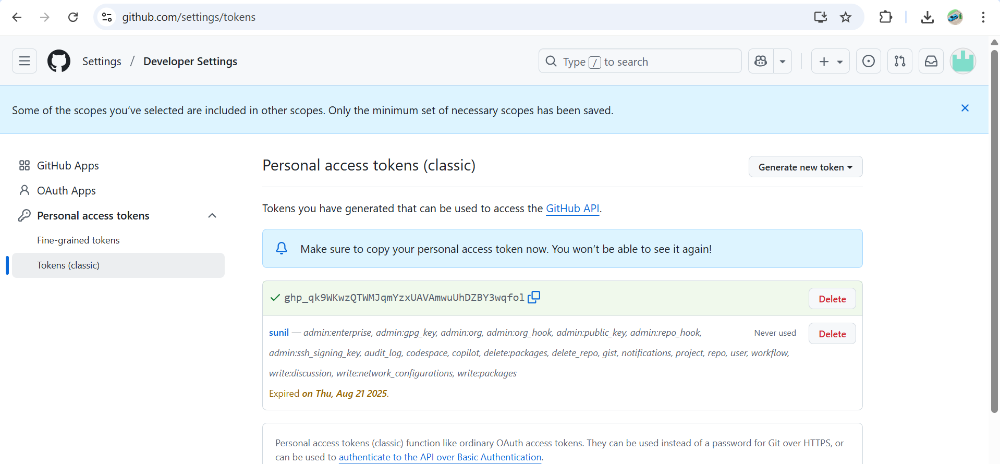 github.com/settings/tokens
Settings / Developer Settings
Type / to search
Some of the scopes you've selected are included in other scopes. Only the minimum set of necessary scopes has been saved.
GitHub Apps
OAuth Apps
Personal access tokens
Fine-grained tokens
Tokens (classic)
Personal access tokens (classic)
Generate new token
Tokens you have generated that can be used to access the GitHub API.
Make sure to copy your personal access token now. You won't be able to see it again!
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
Delete
sunil — admin:enterprise, admin:gpg_key, admin:org, admin:org_hook, admin:public_key, admin:repo_hook,
Never used
Delete
admin:ssh_signing_key, audit_log, codespace, copilot, delete:packages, delete_repo, gist, notifications, project, repo, user, workflow,
write:discussion, write:network_configurations, write:packages
Expired on Thu, Aug 21 2025.
Personal access tokens (classic) function like ordinary OAuth access tokens. They can be used instead of a password for Git over HTTPS, or
can be used to authenticate to the API over Basic Authentication.